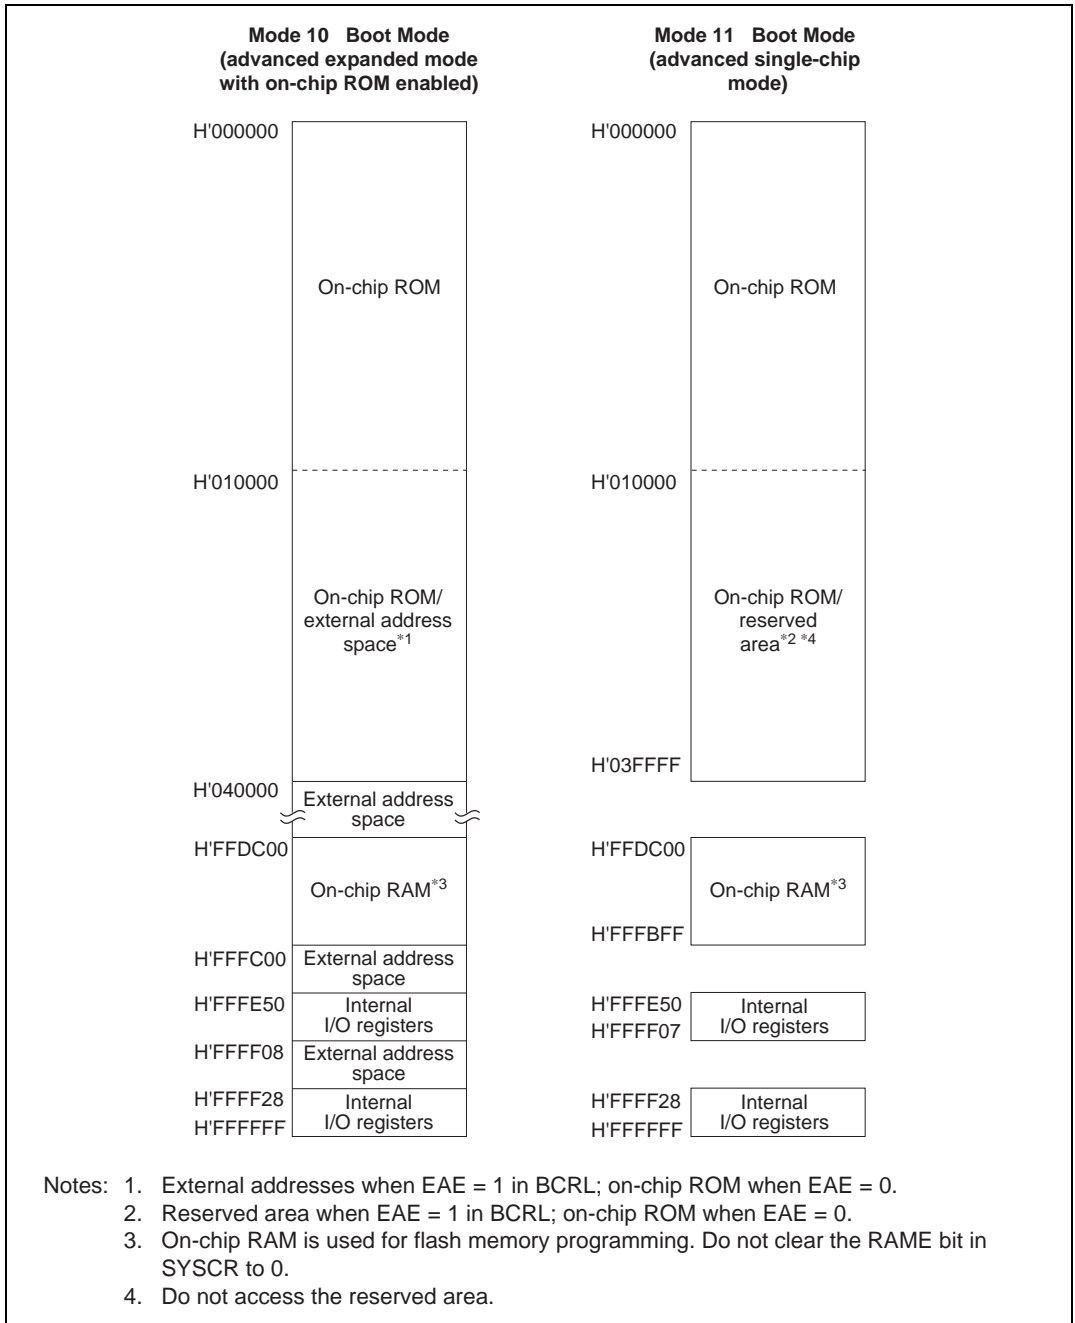 Mode 10 Boot Mode
(advanced expanded mode
with on-chip ROM enabled)
H'000000
On-chip ROM
H'010000
On-chip ROM/
external address
space*1
H'040000
External address
space
H'FFDC00
On-chip RAM*3
H'FFFC00
External address
space
H'FFFE50
Internal
I/O registers
H'FFFF08
External address
space
H'FFFF28
Internal
I/O registers
H'FFFFFF
Mode 11 Boot Mode
(advanced single-chip
mode)
H'000000
On-chip ROM
H'010000
On-chip ROM/
reserved
area*2 *4
H'03FFFF
H'FFDC00
On-chip RAM*3
H'FFFBFF
H'FFFE50
Internal
I/O registers
H'FFFF07
H'FFFF28
Internal
I/O registers
H'FFFFFF
Notes: 1. External addresses when EAE = 1 in BCRL; on-chip ROM when EAE = 0.
2. Reserved area when EAE = 1 in BCRL; on-chip ROM when EAE = 0.
3. On-chip RAM is used for flash memory programming. Do not clear the RAME bit in
SYSCR to 0.
4. Do not access the reserved area.